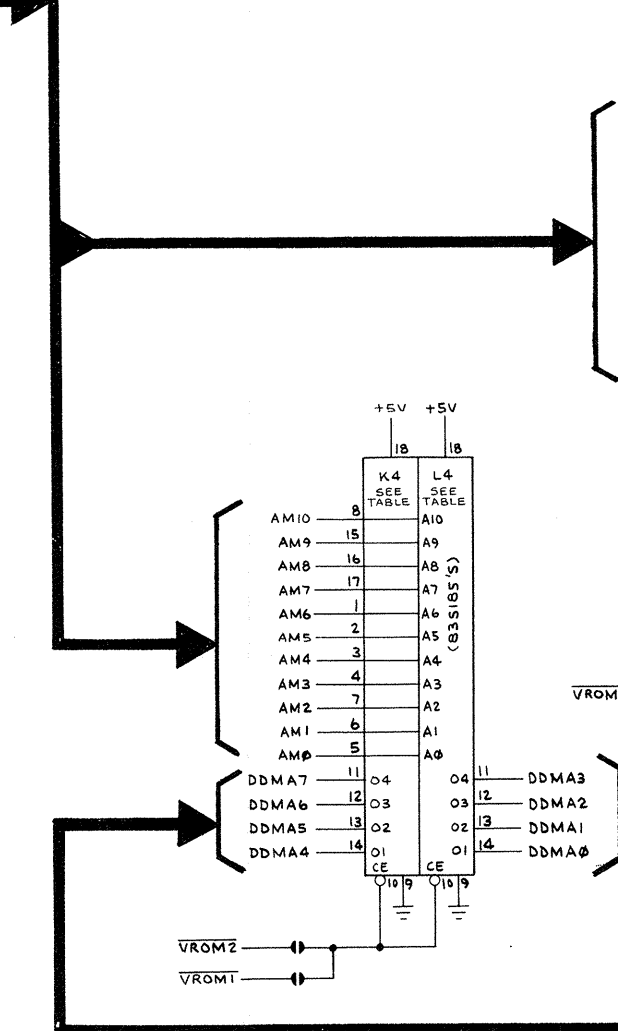 +5V +5V
18 18
K4 L4
SEE SEE
TABLE TABLE
AM10 8 A10
AM9 15 A9
AM8 16 A8
AM7 17 A7
AM6 1 A6
AM5 2 A5
AM4 3 A4
AM3 4 A3
AM2 7 A2
AM1 6 A1
AMØ 5 AØ
(83S185'S)
VROM
DDMA7 11 O4 O4 11 DDMA3
DDMA6 12 O3 O3 12 DDMA2
DDMA5 13 O2 O2 13 DDMA1
DDMA4 14 O1 O1 14 DDMAØ
CE CE
10 9 10 9
VROM2
VROM1